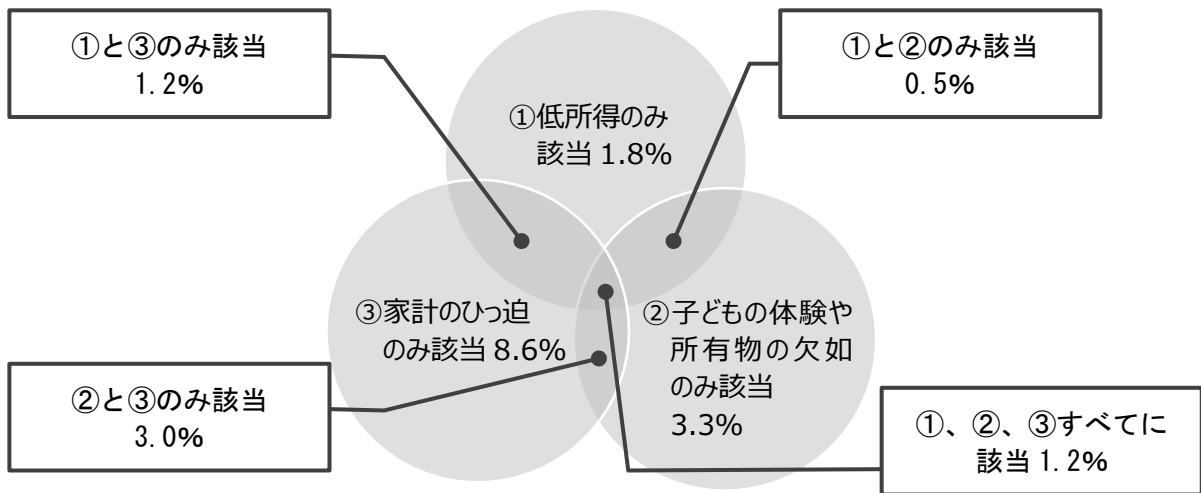 ①と③のみ該当
1.2%
①と②のみ該当
0.5%
①低所得のみ
該当 1.8%
③家計のひっ迫
のみ該当 8.6%
②子どもの体験や
所有物の欠如
のみ該当
3.3%
②と③のみ該当
3.0%
①、②、③すべてに
該当 1.2%